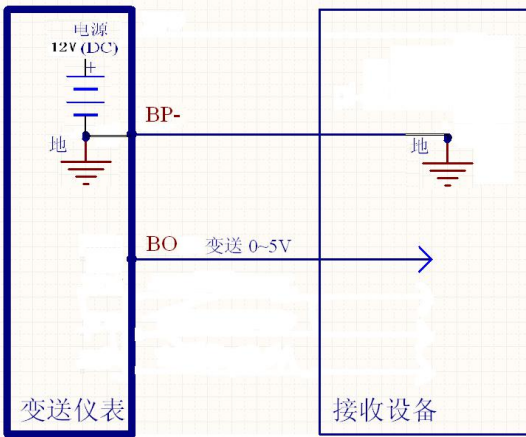 电源
12V(DC)
+
BP-
地
地
BO
变送 0~5V
变送仪表
接收设备